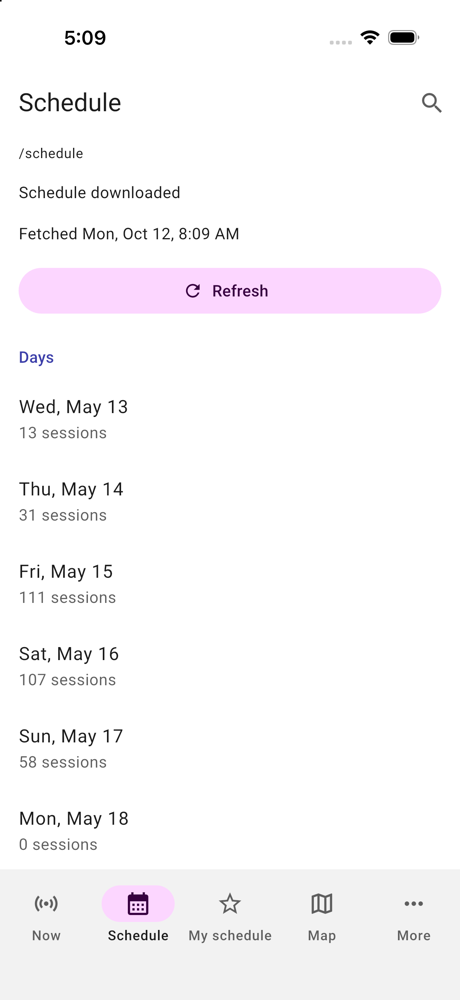 5:09
Schedule
/schedule
Schedule downloaded
Fetched Mon, Oct 12, 8:09 AM
Refresh
Days
Wed, May 13
13 sessions
Thu, May 14
31 sessions
Fri, May 15
111 sessions
Sat, May 16
107 sessions
Sun, May 17
58 sessions
Mon, May 18
0 sessions
Now
Schedule
My schedule
Map
More